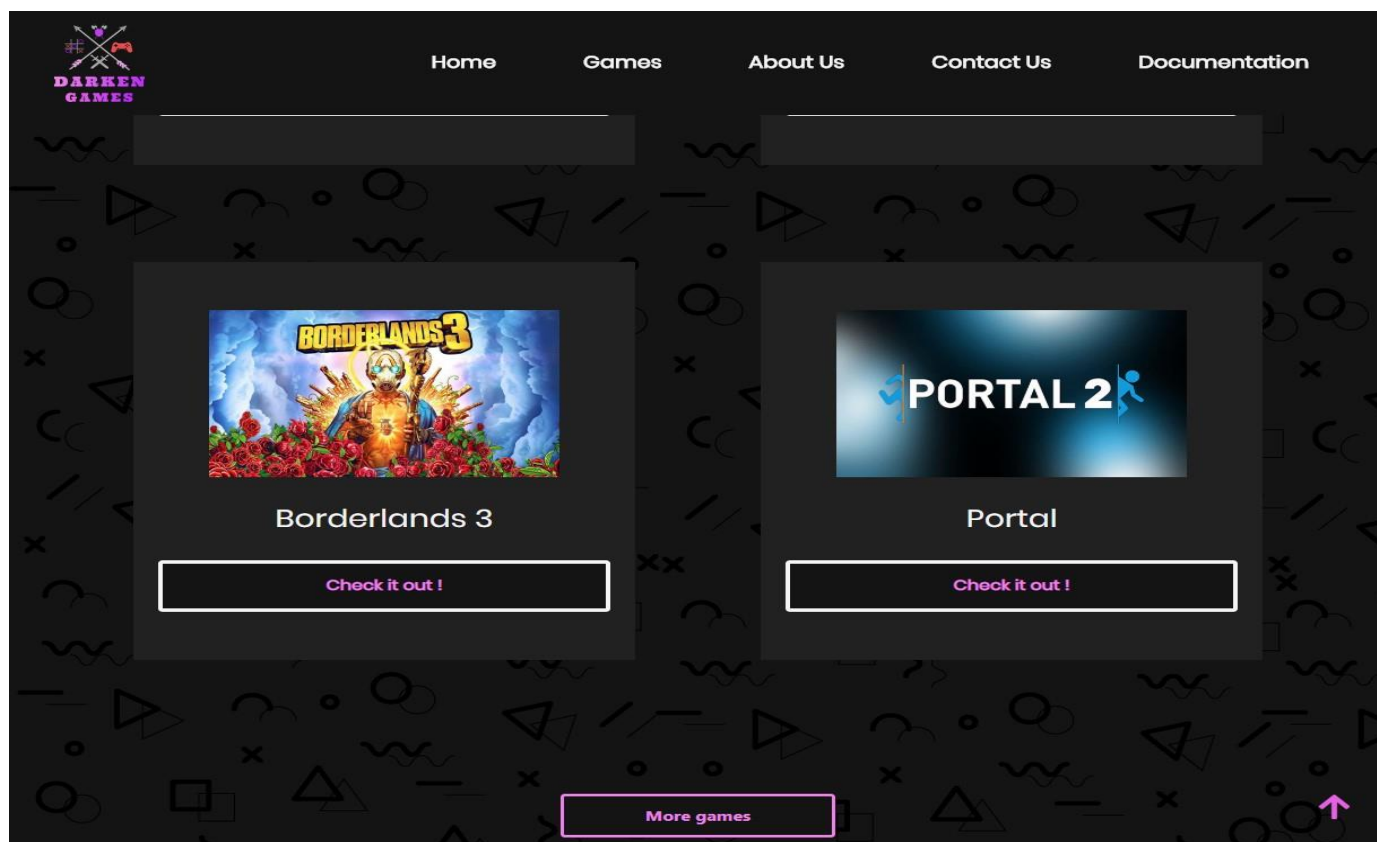 DARKEN
GAMES
Home Games About Us Contact Us Documentation
BORDERLANDS 3
PORTAL 2
Borderlands 3
Portal
Check it out !
Check it out !
More games